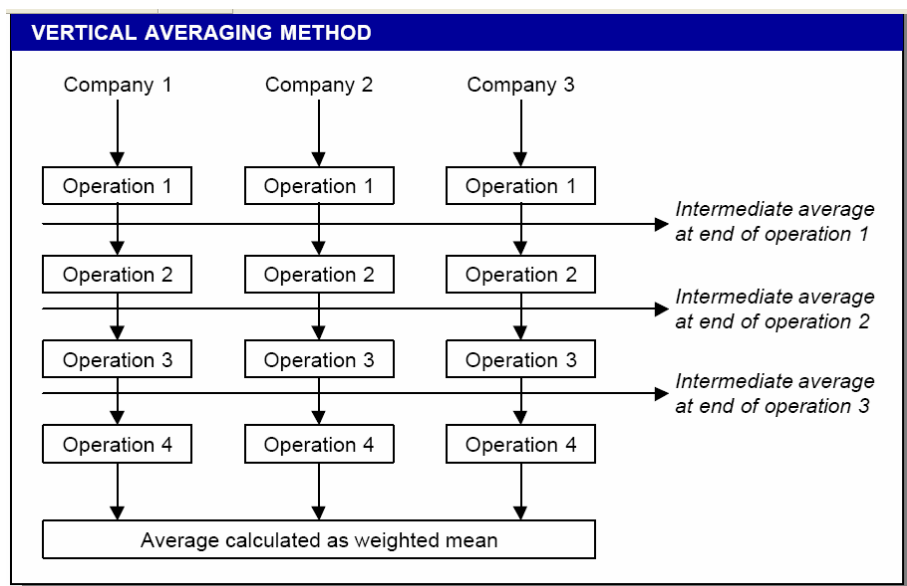 VERTICAL AVERAGING METHOD
Company 1 Company 2 Company 3
Operation 1 Operation 1 Operation 1
Intermediate average
at end of operation 1
Operation 2 Operation 2 Operation 2
Intermediate average
at end of operation 2
Operation 3 Operation 3 Operation 3
Intermediate average
at end of operation 3
Operation 4 Operation 4 Operation 4
Average calculated as weighted mean